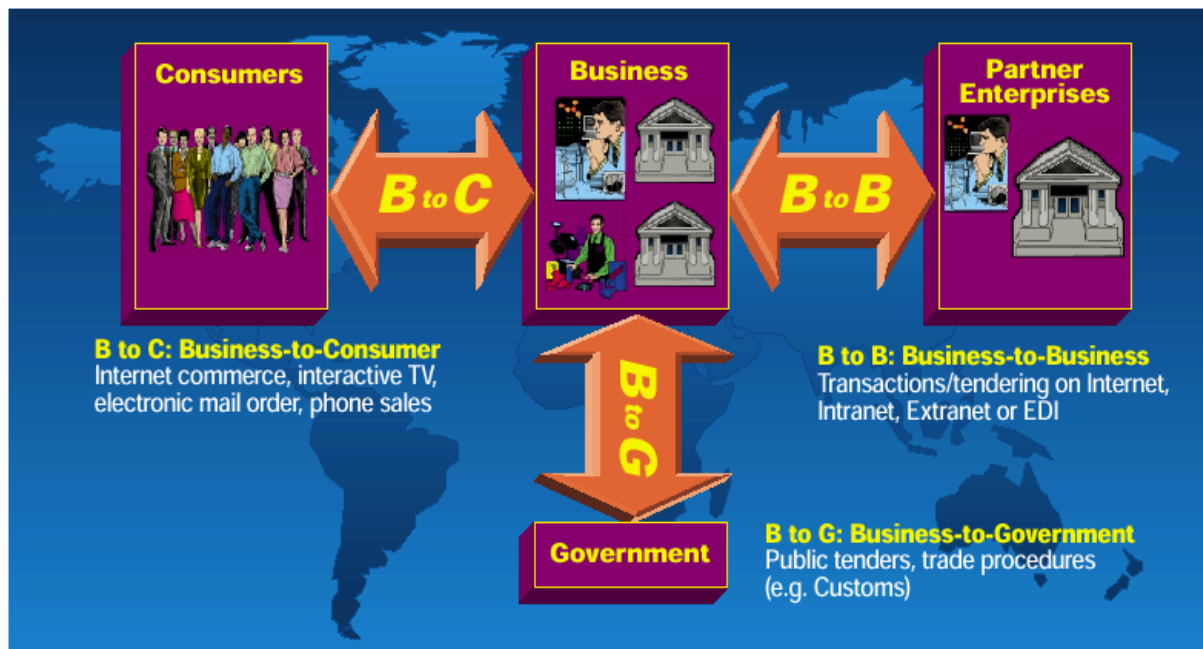 Consumers
Business
Partner
Enterprises
B to C
B to B
B to C: Business-to-Consumer
Internet commerce, interactive TV,
electronic mail order, phone sales
B to G
B to B: Business-to-Business
Transactions/tendering on Internet,
Intranet, Extranet or EDI
Government
B to G: Business-to-Government
Public tenders, trade procedures
(e.g. Customs)